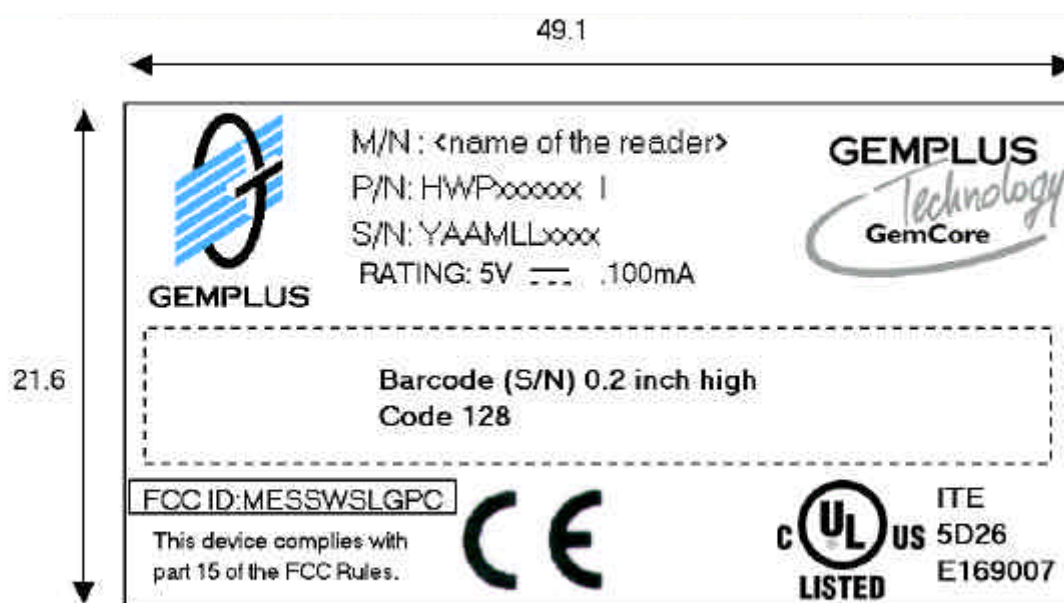 49.1
M/N : <name of the reader>
P/N: HWPxxxxxx I
S/N: YAAMLLxxxx
RATING: 5V .100mA
GEMPLUS
GEMPLUS
Technology
GemCore
21.6
Barcode (S/N) 0.2 inch high
Code 128
FCC ID:MESSWSLGPC
This device complies with
part 15 of the FCC Rules.
CE
C UL US
LISTED
ITE
5D26
E169007